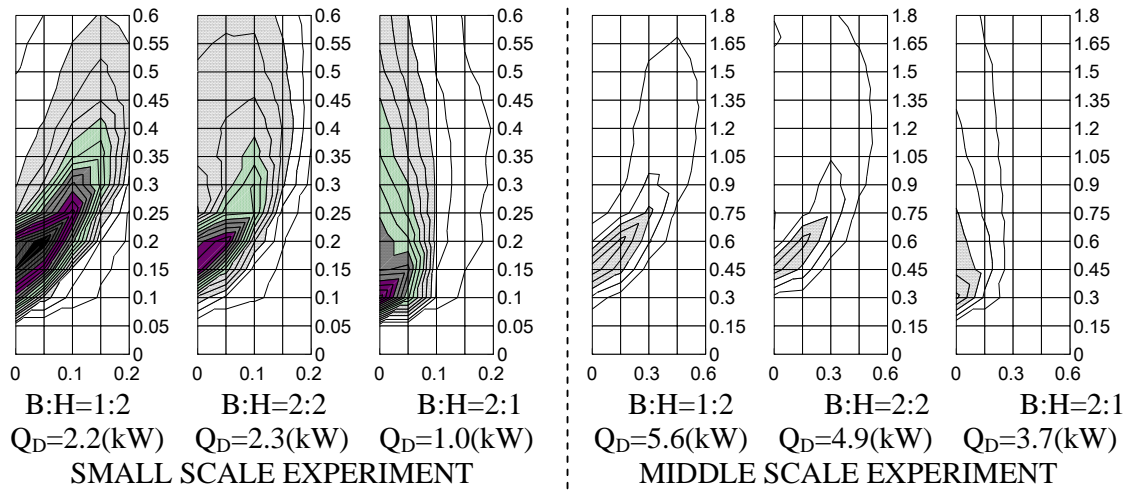 0.6 0.6 0.6 1.8 1.8 1.8
0.55 0.55 0.55 1.65 1.65 1.65
0.5 0.5 0.5 1.5 1.5 1.5
0.45 0.45 0.45 1.35 1.35 1.35
0.4 0.4 0.4 1.2 1.2 1.2
0.35 0.35 0.35 1.05 1.05 1.05
0.3 0.3 0.3 0.9 0.9 0.9
0.25 0.25 0.25 0.75 0.75 0.75
0.2 0.2 0.2 0.6 0.6 0.6
0.15 0.15 0.15 0.45 0.45 0.45
0.1 0.1 0.1 0.3 0.3 0.3
0.05 0.05 0.05 0.15 0.15 0.15
0 0 0 0 0 0
0 0.1 0.2 0 0.1 0.2 0 0.1 0.2 0 0.3 0.6 0 0.3 0.6 0 0.3 0.6
B:H=1:2 B:H=2:2 B:H=2:1 B:H=1:2 B:H=2:2 B:H=2:1
Q_D=2.2(kW) Q_D=2.3(kW) Q_D=1.0(kW) Q_D=5.6(kW) Q_D=4.9(kW) Q_D=3.7(kW)
SMALL SCALE EXPERIMENT MIDDLE SCALE EXPERIMENT